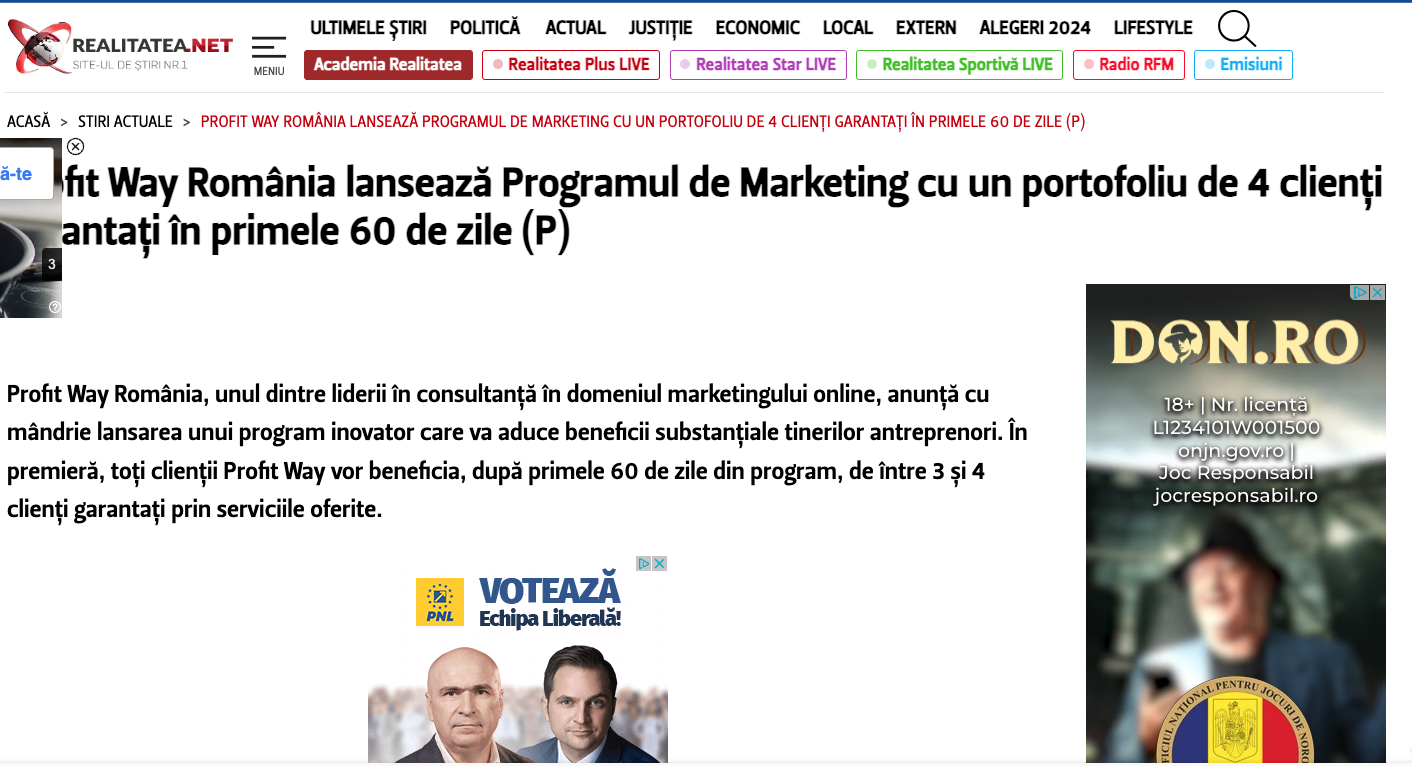 REALITATEA.NET
SITE-UL DE ȘTIRI NR.1
MENIU
ULTIMELE ȘTIRI POLITICĂ ACTUAL JUSTIȚIE ECONOMIC LOCAL EXTERN ALEGERI 2024 LIFESTYLE
Academia Realitatea Realitatea Plus LIVE Realitatea Star LIVE Realitatea Sportivă LIVE Radio RFM Emisiuni
ACASĂ > STIRI ACTUALE > PROFIT WAY ROMÂNIA LANSEAZĂ PROGRAMUL DE MARKETING CU UN PORTOFOLIU DE 4 CLIENȚI GARANTAȚI ÎN PRIMELE 60 DE ZILE (P)
ă-te
fit Way România lansează Programul de Marketing cu un portofoliu de 4 clienți
antați în primele 60 de zile (P)
3
Profit Way România, unul dintre liderii în consultanță în domeniul marketingului online, anunță cu
mândrie lansarea unui program inovator care va aduce beneficii substanțiale tinerilor antreprenori. În
premieră, toți clienții Profit Way vor beneficia, după primele 60 de zile din program, de între 3 și 4
clienți garantați prin serviciile oferite.
PNL
VOTEAZĂ
Echipa Liberală!
DON.RO
18+ | Nr. licență
L1234101W001500
onjn.gov.ro |
Joc Responsabil
jocresponsabil.ro
FICIUL NAȚIONAL PENTRU JOCURI DE NOROC